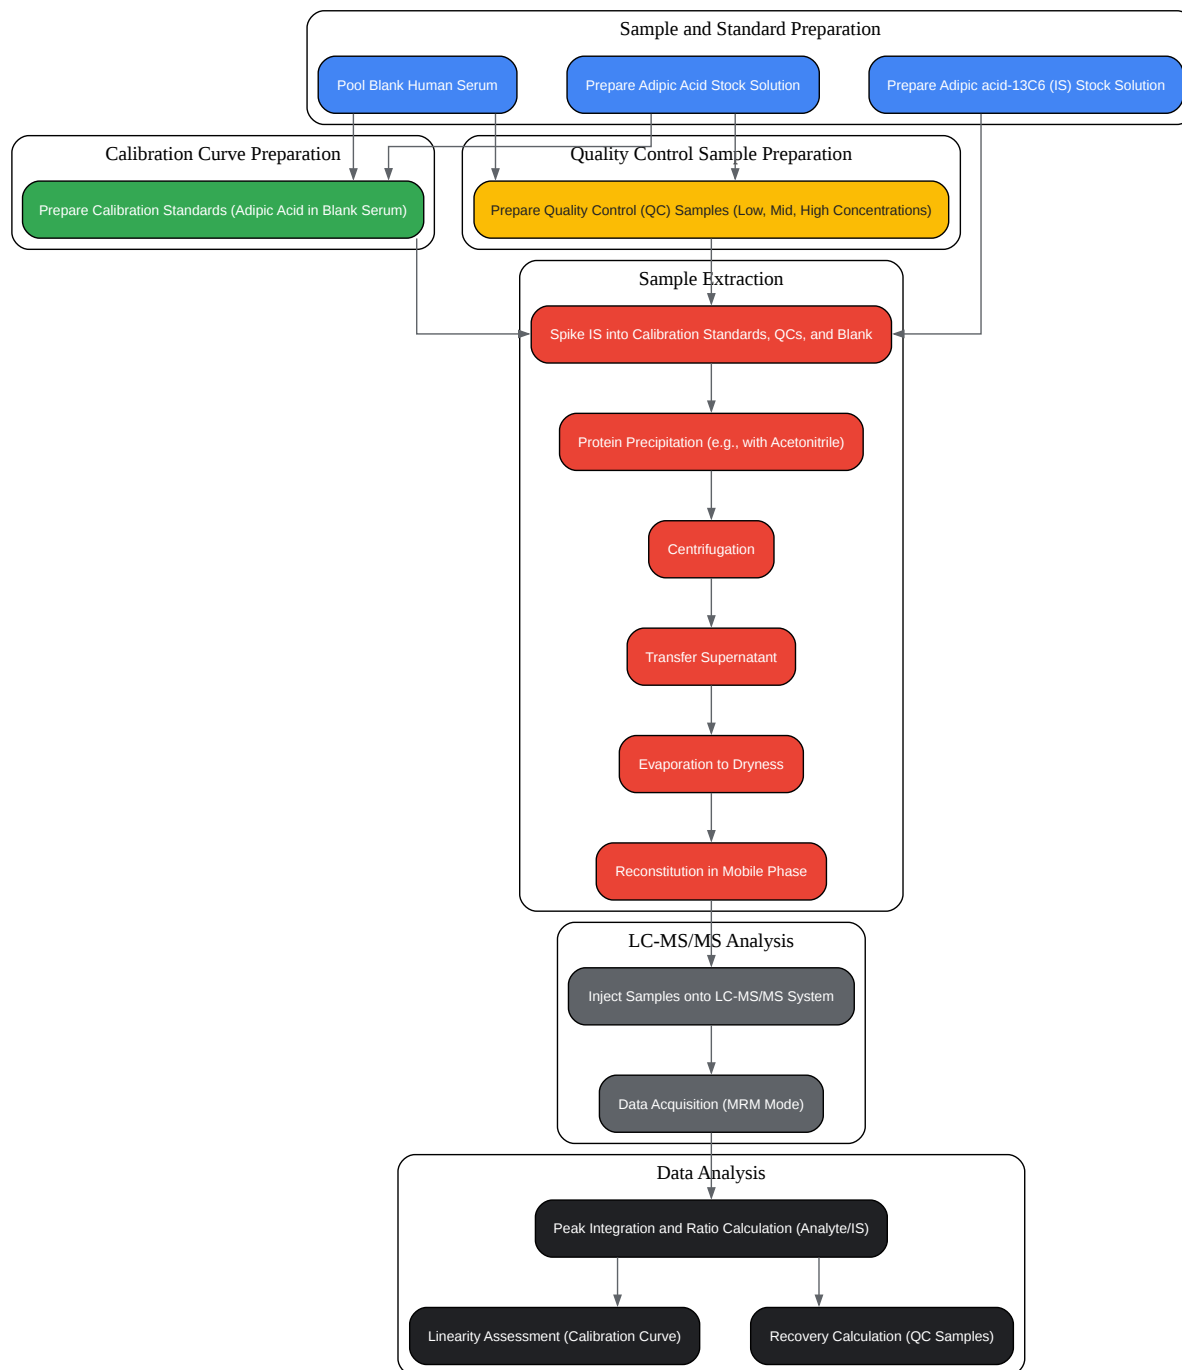 Sample and Standard Preparation
Pool Blank Human Serum
Prepare Adipic Acid Stock Solution
Prepare Adipic acid-13C6 (IS) Stock Solution
Calibration Curve Preparation
Quality Control Sample Preparation
Prepare Calibration Standards (Adipic Acid in Blank Serum)
Prepare Quality Control (QC) Samples (Low, Mid, High Concentrations)
Sample Extraction
Spike IS into Calibration Standards, QCs, and Blank
Protein Precipitation (e.g., with Acetonitrile)
Centrifugation
Transfer Supernatant
Evaporation to Dryness
Reconstitution in Mobile Phase
LC-MS/MS Analysis
Inject Samples onto LC-MS/MS System
Data Acquisition (MRM Mode)
Data Analysis
Peak Integration and Ratio Calculation (Analyte/IS)
Linearity Assessment (Calibration Curve)
Recovery Calculation (QC Samples)